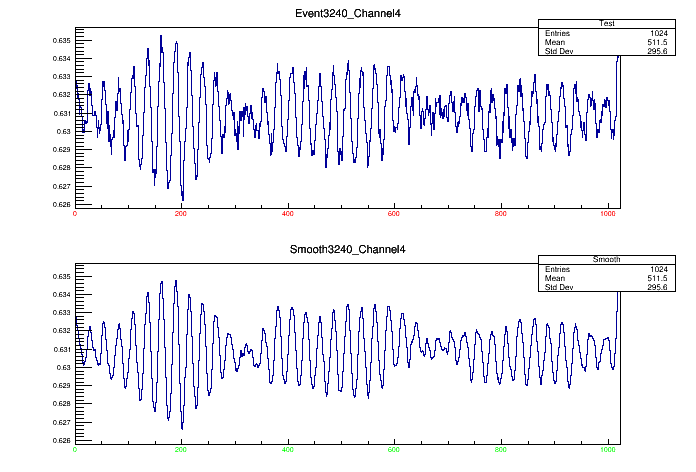 Event3240_Channel4
Test
Entries 1024
Mean 511.5
Std Dev 295.6
0.635
0.634
0.633
0.632
0.631
0.63
0.629
0.628
0.627
0.626
0 200 400 600 800 1000
Smooth3240_Channel4
Smooth
Entries 1024
Mean 511.5
Std Dev 295.6
0.635
0.634
0.633
0.632
0.631
0.63
0.629
0.628
0.627
0.626
0 200 400 600 800 1000